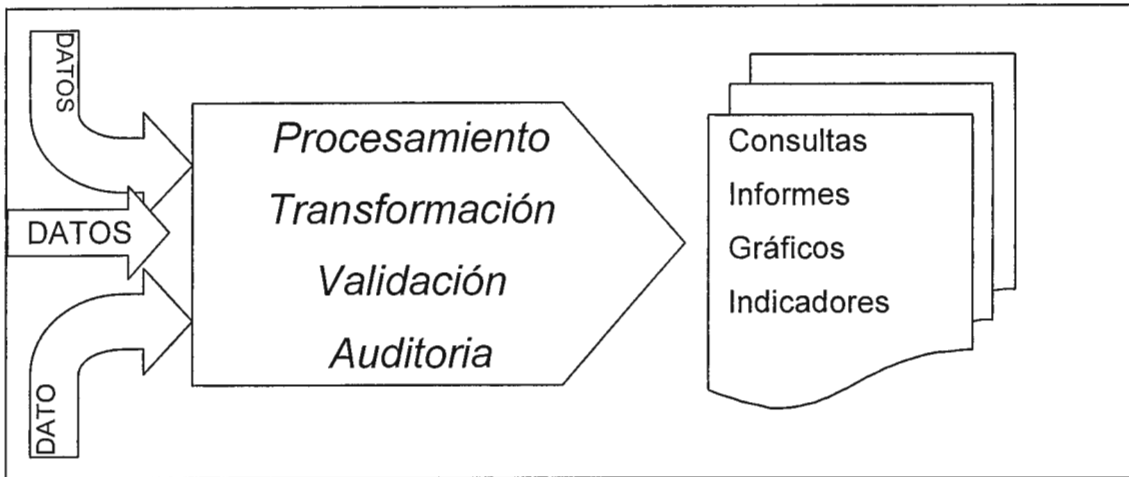 DATOS
DATOS
DATO
Procesamiento
Transformación
Validación
Auditoria
Consultas
Informes
Gráficos
Indicadores